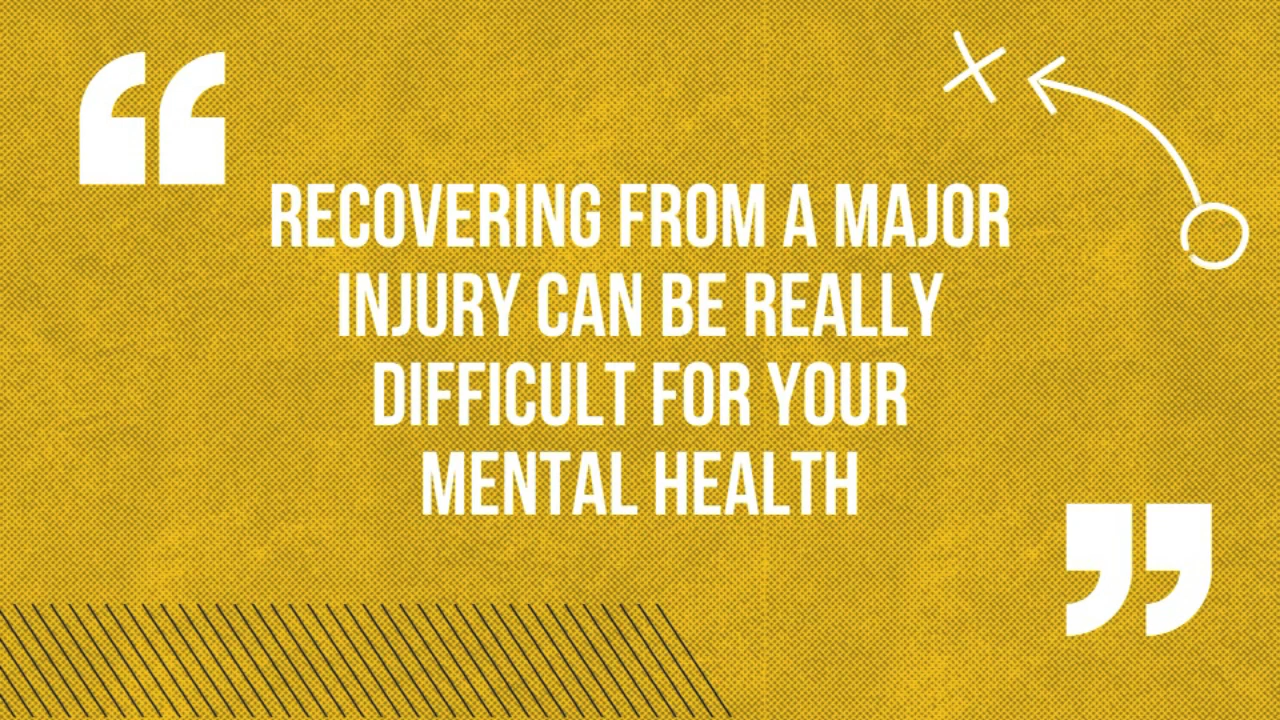 “
RECOVERING FROM A MAJOR
INJURY CAN BE REALLY
DIFFICULT FOR YOUR
MENTAL HEALTH
”